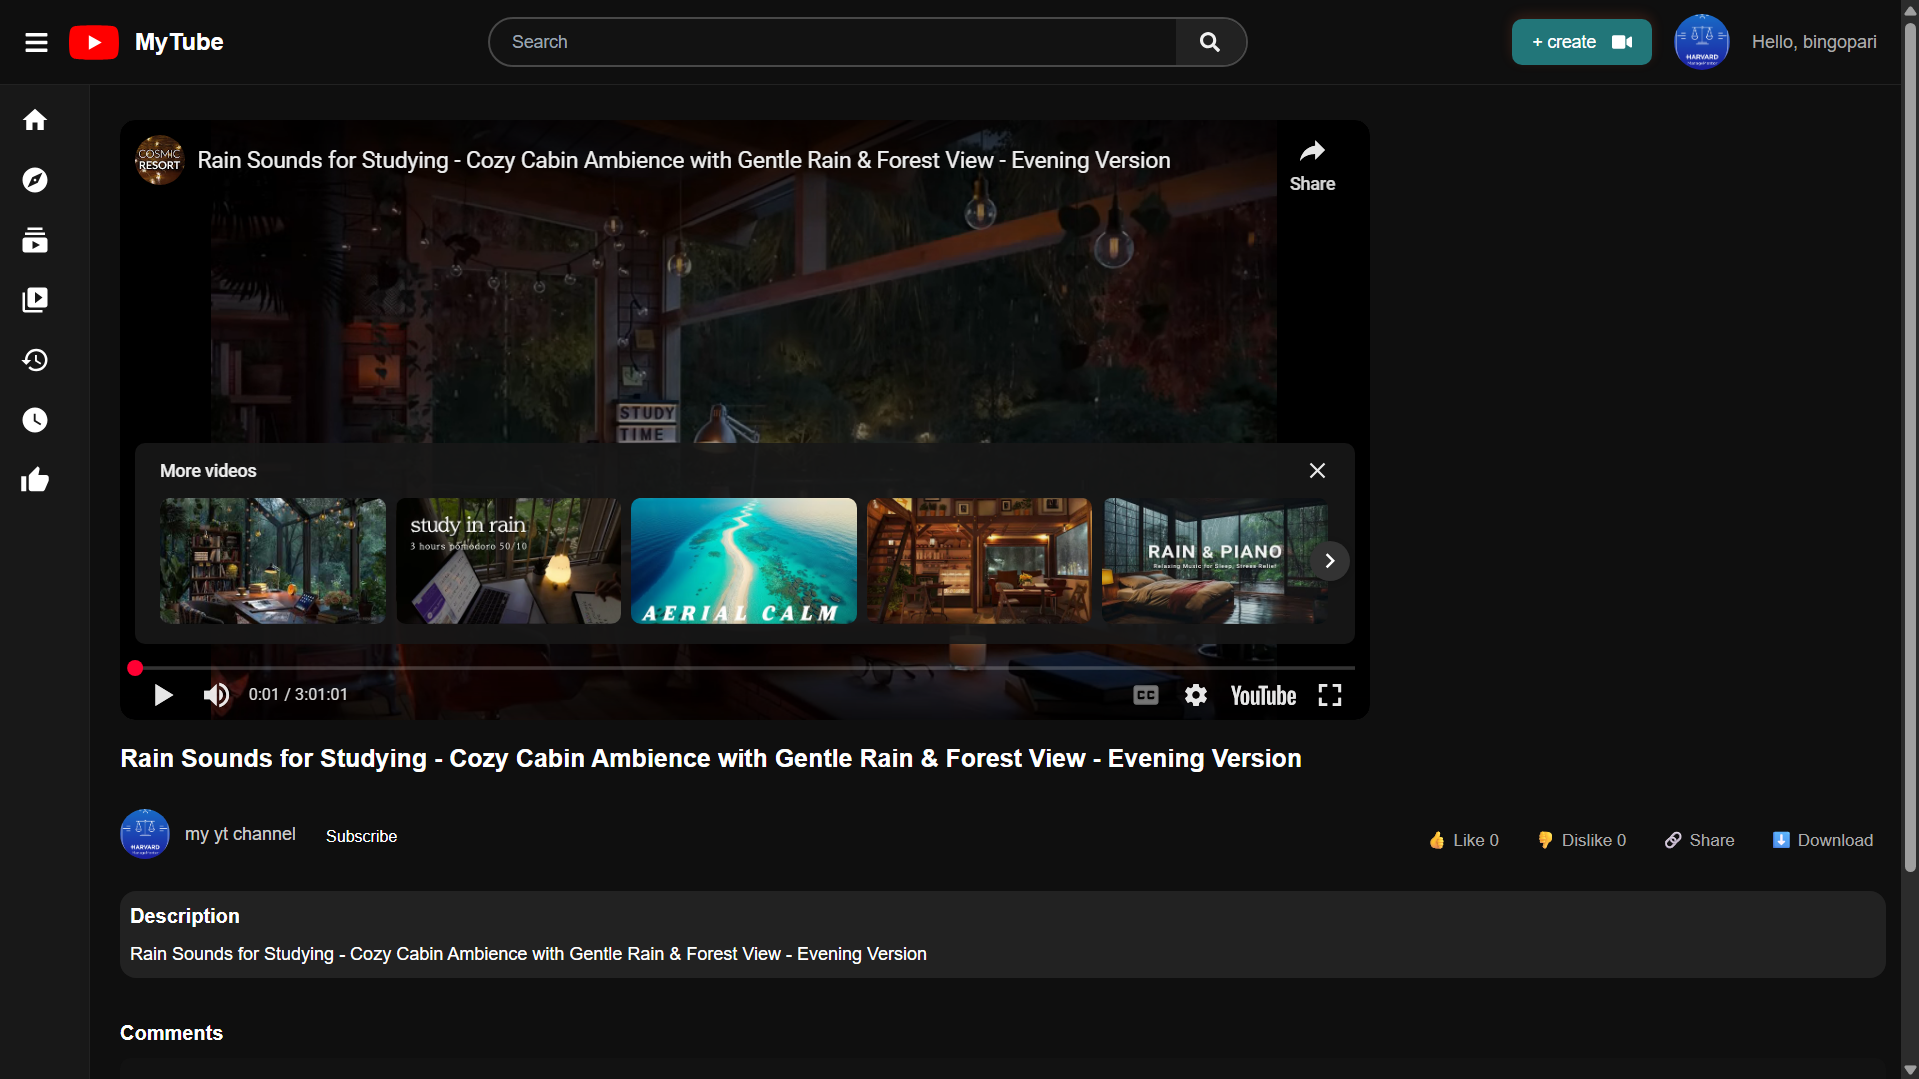 MyTube
Search
+ create
HARVARD
Hello, bingopari
COSMIC
RESORT
Rain Sounds for Studying - Cozy Cabin Ambience with Gentle Rain & Forest View - Evening Version
Share
STUDY
TIME
More videos
study in rain
3 hours pomodoro 50/10
AERIAL CALM
RAIN & PIANO
Relaxing Music for Sleep, Stress Relief
0:01 / 3:01:01
CC
YouTube
Rain Sounds for Studying - Cozy Cabin Ambience with Gentle Rain & Forest View - Evening Version
HARVARD
my yt channel
Subscribe
Like 0
Dislike 0
Share
Download
Description
Rain Sounds for Studying - Cozy Cabin Ambience with Gentle Rain & Forest View - Evening Version
Comments